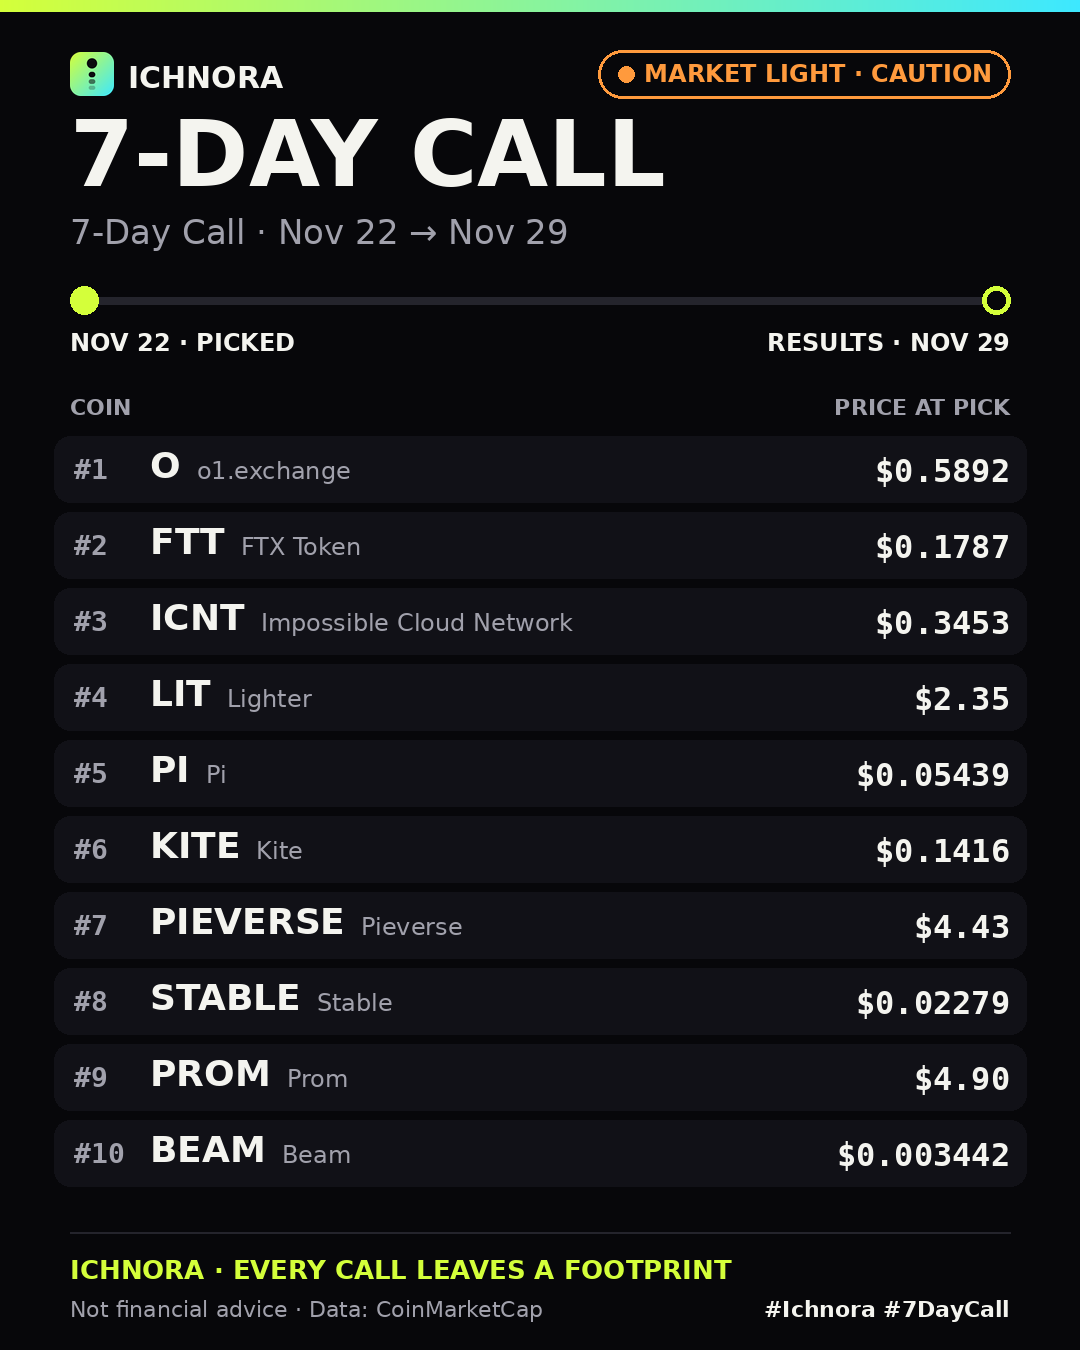 ICHNORA
MARKET LIGHT · CAUTION
7-DAY CALL
7-Day Call · Nov 22 → Nov 29
NOV 22 · PICKED
RESULTS · NOV 29
COIN
PRICE AT PICK
#1 O o1.exchange $0.5892
#2 FTT FTX Token $0.1787
#3 ICNT Impossible Cloud Network $0.3453
#4 LIT Lighter $2.35
#5 PI Pi $0.05439
#6 KITE Kite $0.1416
#7 PIEVERSE Pieverse $4.43
#8 STABLE Stable $0.02279
#9 PROM Prom $4.90
#10 BEAM Beam $0.003442
ICHNORA · EVERY CALL LEAVES A FOOTPRINT
Not financial advice · Data: CoinMarketCap
#Ichnora #7DayCall